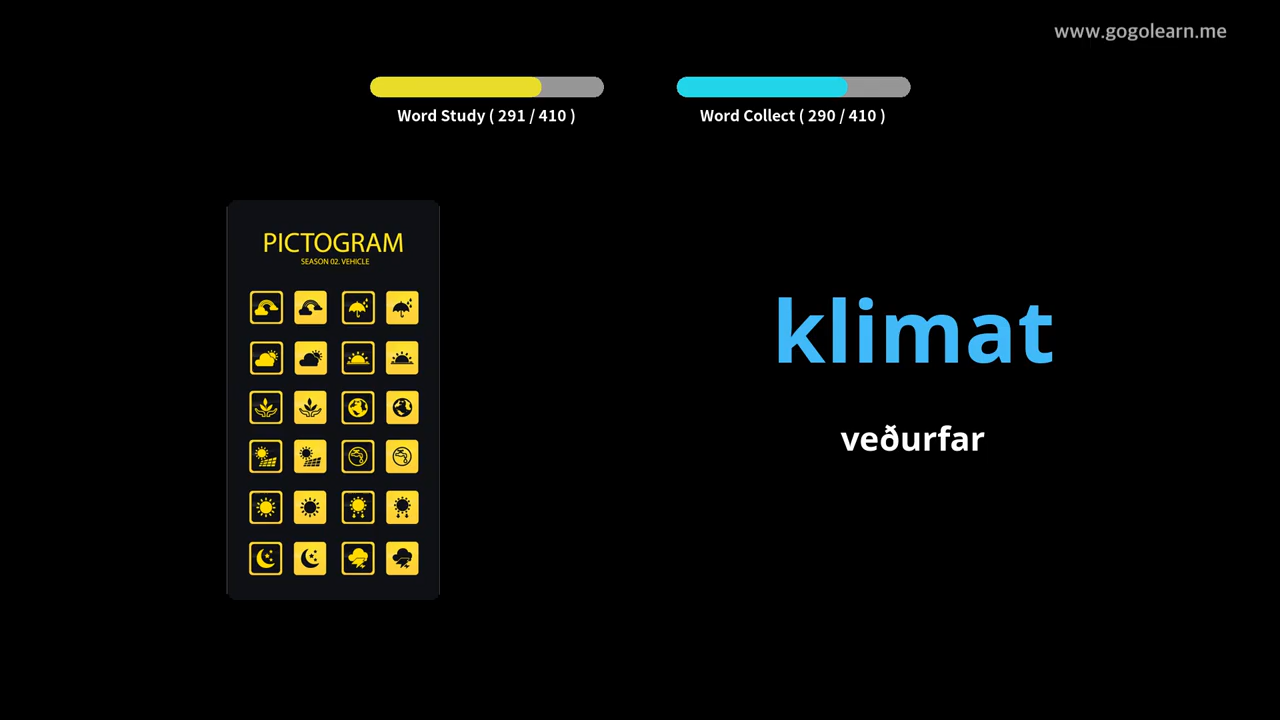 www.gogolearn.me
Word Study ( 291 / 410 )
Word Collect ( 290 / 410 )
PICTOGRAM
SEASON 02. VEHICLE
klimat
veðurfar